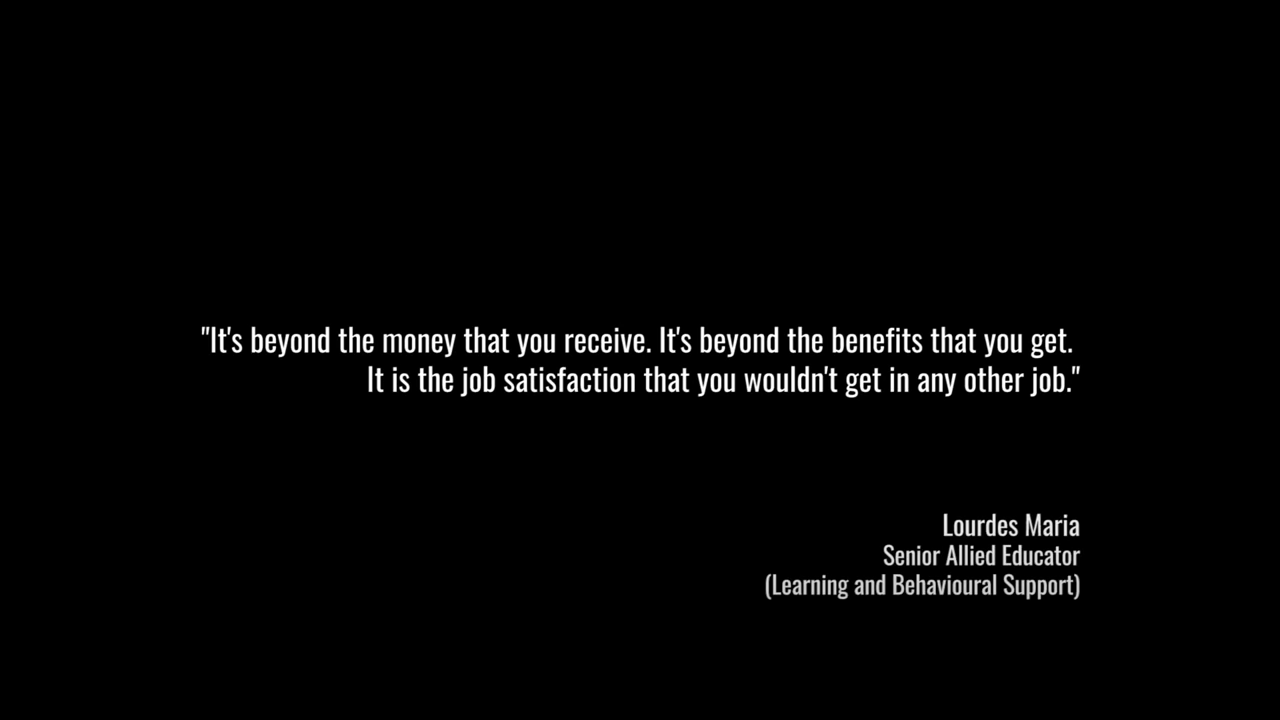 "It's beyond the money that you receive. It's beyond the benefits that you get.
It is the job satisfaction that you wouldn't get in any other job."
Lourdes Maria
Senior Allied Educator
(Learning and Behavioural Support)